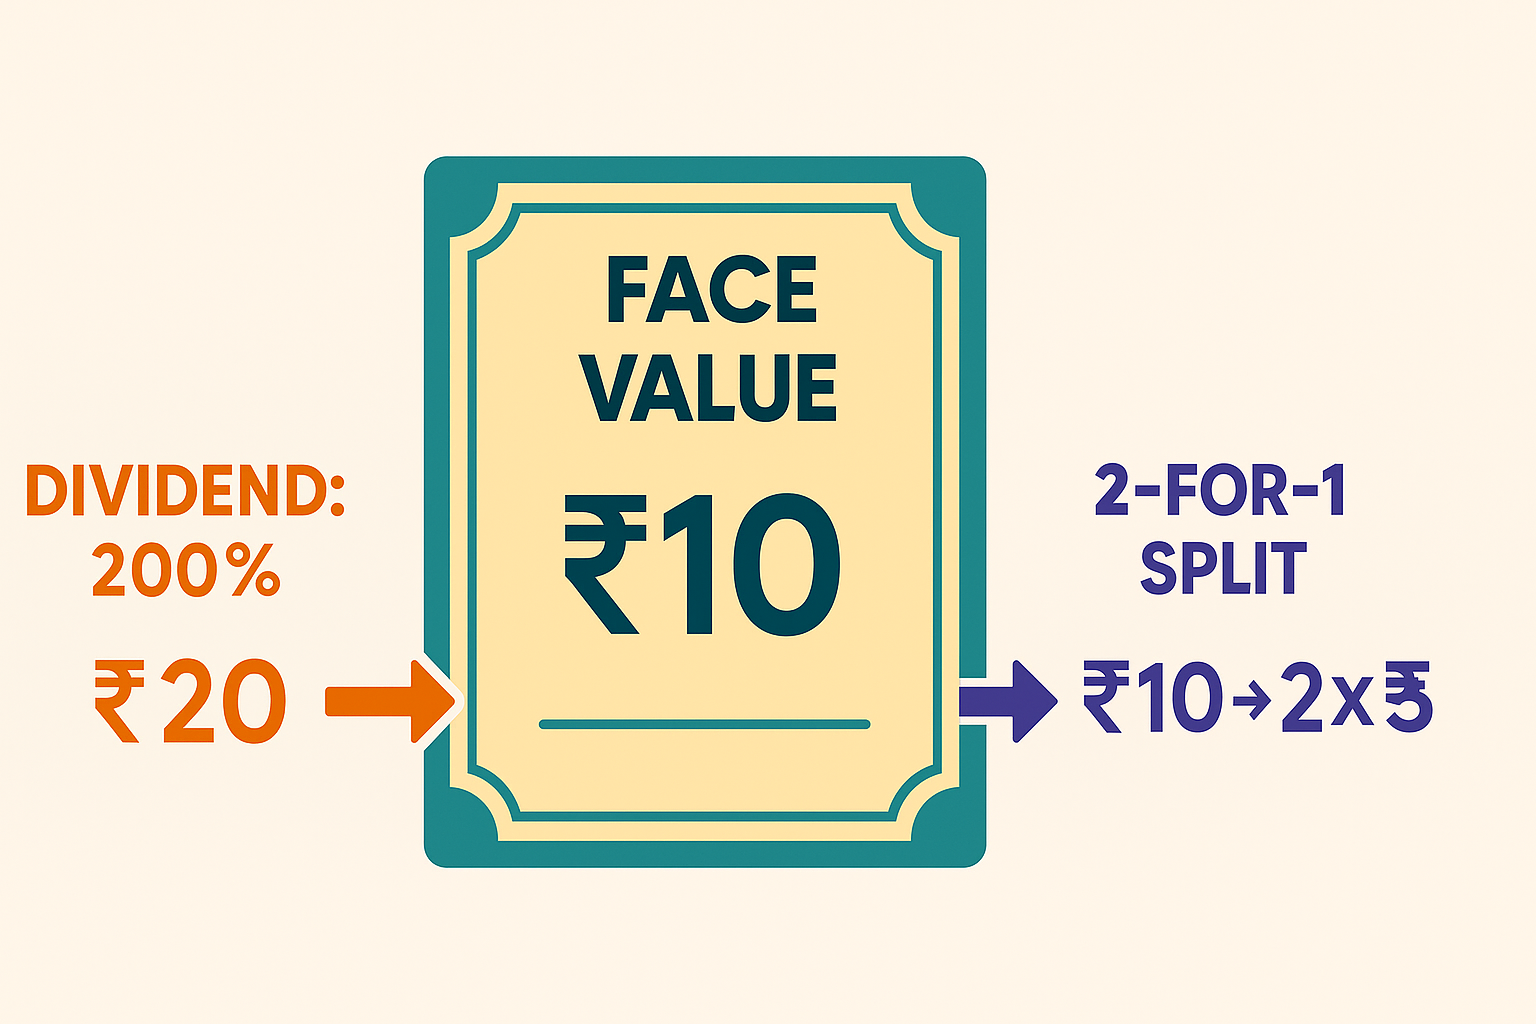 FACE
VALUE
₹10
DIVIDEND:
200%
₹20
2-FOR-1
SPLIT
₹10→2x